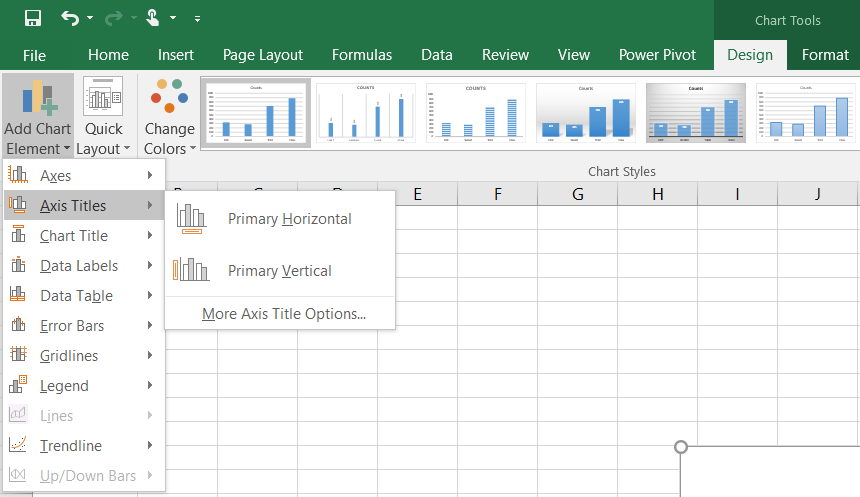 Chart Tools
File Home Insert Page Layout Formulas Data Review View Power Pivot Design Format
Add Chart
Element
Quick
Layout
Change
Colors
Counts
COUNTS
COUNTS
Counts
Counts
Counts
Chart Styles
E F G H I J
Axes
Axis Titles
Chart Title
Data Labels
Data Table
Error Bars
Gridlines
Legend
Lines
Trendline
Up/Down Bars
Primary Horizontal
Primary Vertical
More Axis Title Options...